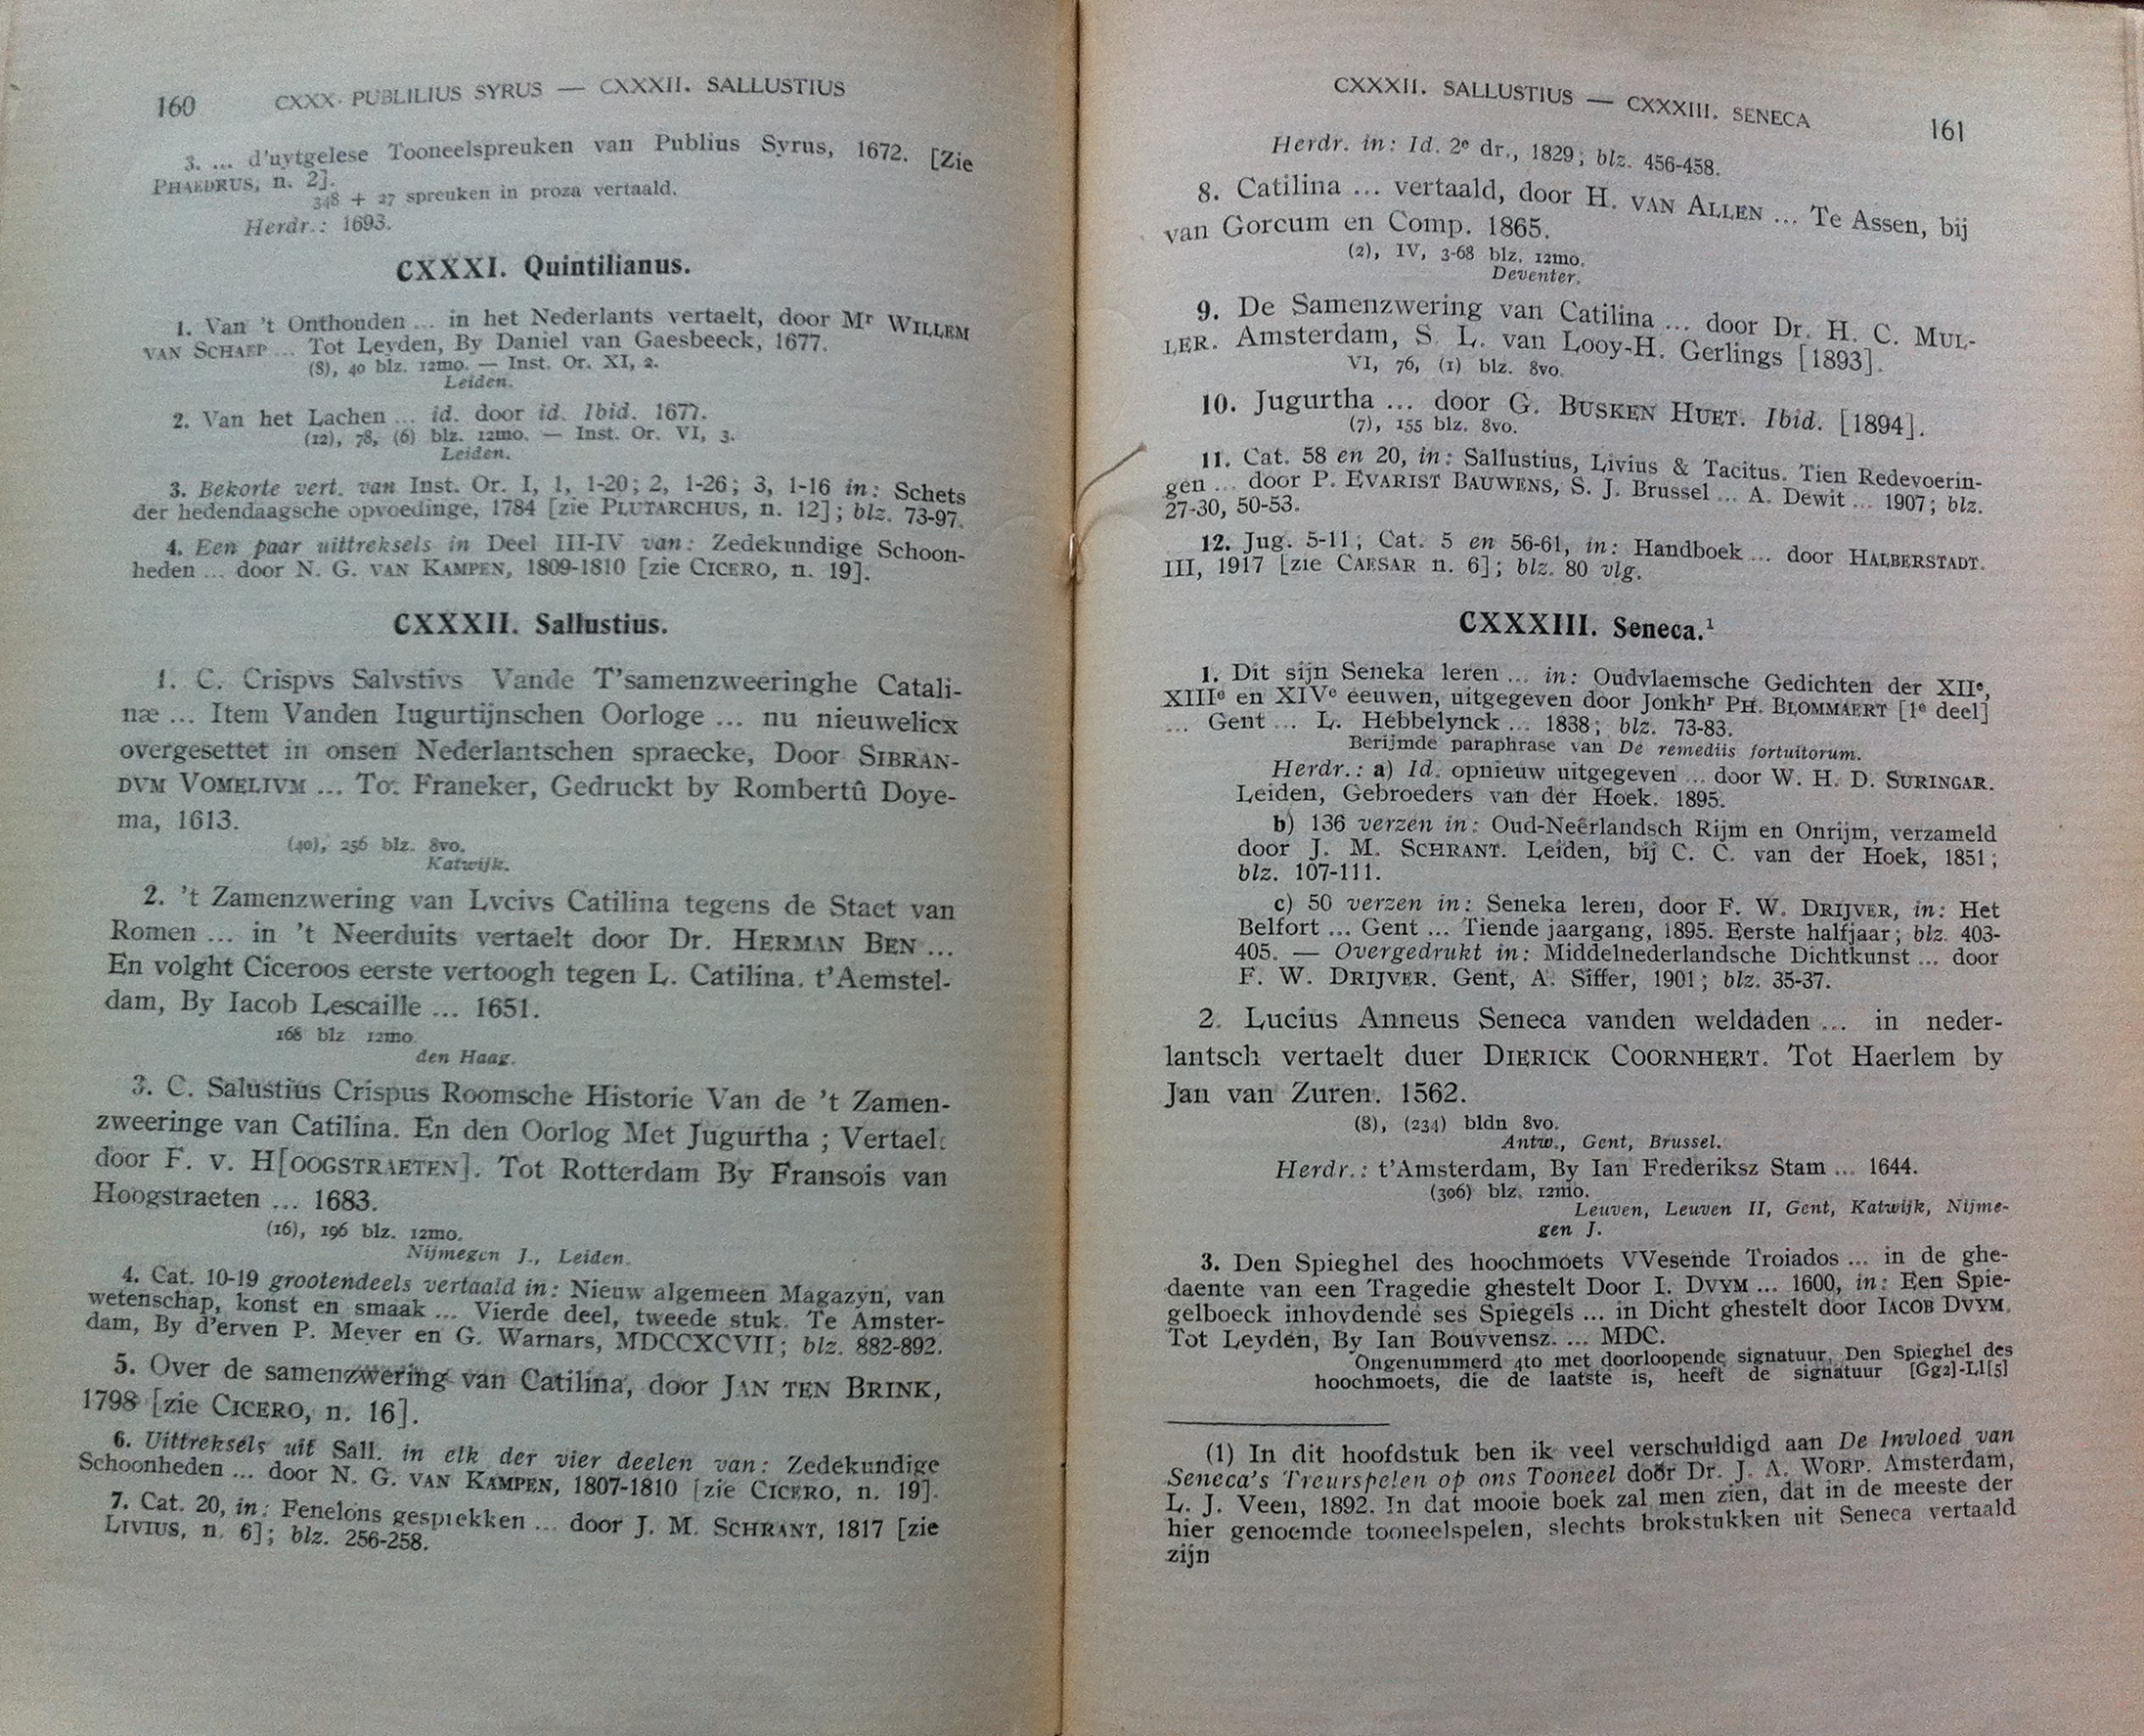 160 CXXX. PUBLILIUS SYRUS — CXXXII. SALLUSTIUS
3. ... d'uytgelese Tooneelspreuken van Publius Syrus, 1672. [Zie
PHAEDRUS, n. 2].
348 + 27 spreuken in proza vertaald.
Herdr.: 1693.
CXXXI. Quintilianus.
1. Van 't Onthouden ... in het Nederlants vertaelt, door Mr WILLEM
VAN SCHAEP ... Tot Leyden, By Daniel van Gaesbeeck, 1677.
(8), 40 blz. 12mo. — Inst. Or. XI, 2.
Leiden.
2. Van het Lachen ... id. door id. Ibid. 1677.
(12), 78, (6) blz. 12mo. — Inst. Or. VI, 3.
Leiden.
3. Bekorte vert. van Inst. Or. I, 1, 1-20; 2, 1-26; 3, 1-16 in: Schets
der hedendaagsche opvoedinge, 1784 [zie PLUTARCHUS, n. 12]; blz. 73-97.
4. Een paar uittreksels in Deel III-IV van: Zedekundige Schoon-
heden ... door N. G. VAN KAMPEN, 1809-1810 [zie CICERO, n. 19].
CXXXII. Sallustius.
1. C. Crispvs Salvstivs Vande T'samenzweeringhe Catali-
næ ... Item Vanden Iugurtijnschen Oorloge ... nu nieuwelicx
overgesettet in onsen Nederlantschen spraecke, Door SIBRAN-
DVM VOMELIVM ... To: Franeker, Gedruckt by Rombertû Doye-
ma, 1613.
(40), 256 blz. 8vo.
Katwijk.
2. 't Zamenzwering van Lvcivs Catilina tegens de Staet van
Romen ... in 't Neerduits vertaelt door Dr. HERMAN BEN ...
En volght Ciceroos eerste vertoogh tegen L. Catilina. t'Aemstel-
dam, By Iacob Lescaille ... 1651.
168 blz 12mo.
den Haag.
3. C. Salustius Crispus Roomsche Historie Van de 't Zamen-
zweeringe van Catilina. En den Oorlog Met Jugurtha ; Vertaelt
door F. v. H[OOGSTRAETEN]. Tot Rotterdam By Fransois van
Hoogstraeten ... 1683.
(16), 196 blz. 12mo.
Nijmegen J., Leiden.
4. Cat. 10-19 grootendeels vertaald in: Nieuw algemeen Magazyn, van
wetenschap, konst en smaak ... Vierde deel, tweede stuk. Te Amster-
dam, By d'erven P. Meyer en G. Warnars, MDCCXCVII; blz. 882-892.
5. Over de samenzwering van Catilina, door JAN TEN BRINK,
1798 [zie CICERO, n. 16].
6. Uittreksels uit Sall. in elk der vier deelen van: Zedekundige
Schoonheden ... door N. G. VAN KAMPEN, 1807-1810 [zie CICERO, n. 19].
7. Cat. 20, in: Fenelons gesprekken ... door J. M. SCHRANT, 1817 [zie
LIVIUS, n. 6]; blz. 256-258.
CXXXII. SALLUSTIUS — CXXXIII. SENECA 161
Herdr. in: Id. 2e dr., 1829; blz. 456-458.
8. Catilina ... vertaald, door H. VAN ALLEN ... Te Assen, bij
van Gorcum en Comp. 1865.
(2), IV, 3-68 blz. 12mo.
Deventer.
9. De Samenzwering van Catilina ... door Dr. H. C. MUL-
LER. Amsterdam, S. L. van Looy-H. Gerlings [1893].
VI, 76, (1) blz. 8vo.
10. Jugurtha ... door G. BUSKEN HUET. Ibid. [1894].
(7), 155 blz. 8vo.
11. Cat. 58 en 20, in: Sallustius, Livius & Tacitus. Tien Redevoerin-
gen ... door P. EVARIST BAUWENS, S. J. Brussel ... A. Dewit ... 1907; blz.
27-30, 50-53.
12. Jug. 5-11; Cat. 5 en 56-61, in: Handboek ... door HALBERSTADT.
III, 1917 [zie CAESAR n. 6]; blz. 80 vlg.
CXXXIII. Seneca.1
1. Dit sijn Seneka leren ... in: Oudvlaemsche Gedichten der XIIe,
XIIIe en XIVe eeuwen, uitgegeven door Jonkhr PH. BLOMMAERT [1e deel]
... Gent ... L. Hebbelynck ... 1838; blz. 73-83.
Berijmde paraphrase van De remediis fortuitorum.
Herdr.: a) Id. opnieuw uitgegeven ... door W. H. D. SURINGAR.
Leiden, Gebroeders van der Hoek. 1895.
b) 136 verzen in: Oud-Neêrlandsch Rijm en Onrijm, verzameld
door J. M. SCHRANT. Leiden, bij C. C. van der Hoek, 1851;
blz. 107-111.
c) 50 verzen in: Seneka leren, door F. W. DRIJVER, in: Het
Belfort ... Gent ... Tiende jaargang, 1895. Eerste halfjaar; blz. 403-
405. — Overgedrukt in: Middelnederlandsche Dichtkunst ... door
F. W. DRIJVER. Gent, A. Siffer, 1901; blz. 35-37.
2. Lucius Anneus Seneca vanden weldaden ... in neder-
lantsch vertaelt duer DIERICK COORNHERT. Tot Haerlem by
Jan van Zuren. 1562.
(8), (234) bldn 8vo.
Antw., Gent, Brussel.
Herdr.: t'Amsterdam, By Ian Frederiksz Stam ... 1644.
(306) blz. 12mo.
Leuven, Leuven II, Gent, Katwijk, Nijme-
gen J.
3. Den Spieghel des hoochmoets VVesende Troiados ... in de ghe-
daente van een Tragedie ghestelt Door I. DVYM ... 1600, in: Een Spie-
gelboeck inhovdende ses Spiegels ... in Dicht ghestelt door IACOB DVYM.
Tot Leyden, By Ian Bouvvensz. ... MDC.
Ongenummerd 4to met doorloopende signatuur. Den Spieghel des
hoochmoets, die de laatste is, heeft de signatuur [Gg2]-Ll[5]
(1) In dit hoofdstuk ben ik veel verschuldigd aan De Invloed van
Seneca's Treurspelen op ons Tooneel door Dr. J. A. WORP. Amsterdam,
L. J. Veen, 1892. In dat mooie boek zal men zien, dat in de meeste der
hier genoemde tooneelspelen, slechts brokstukken uit Seneca vertaald
zijn